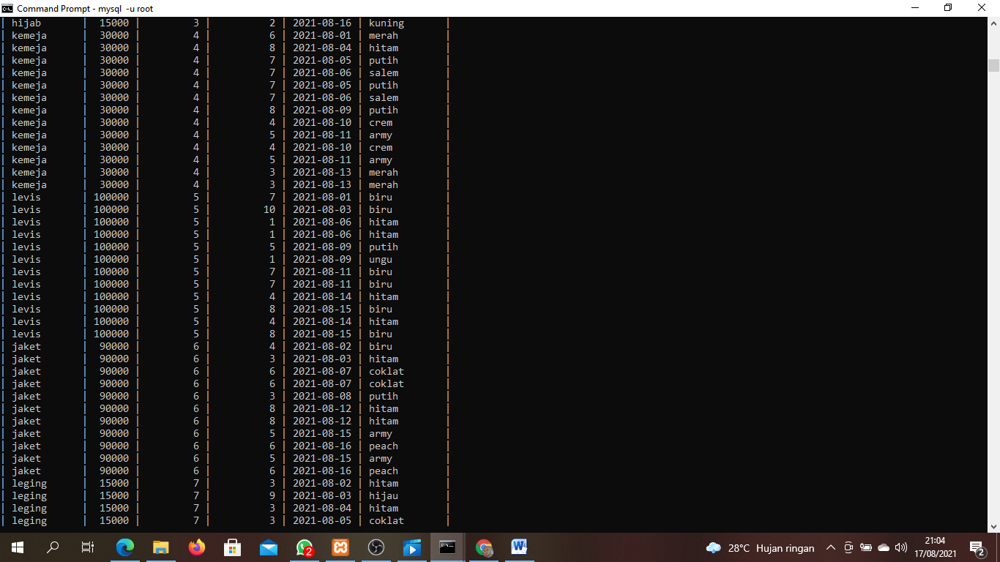 Command Prompt - mysql -u root
| hijab | 15000 | 3 | 2 | 2021-08-16 | kuning |
| kemeja | 30000 | 4 | 6 | 2021-08-01 | merah |
| kemeja | 30000 | 4 | 8 | 2021-08-04 | hitam |
| kemeja | 30000 | 4 | 7 | 2021-08-05 | putih |
| kemeja | 30000 | 4 | 7 | 2021-08-06 | salem |
| kemeja | 30000 | 4 | 7 | 2021-08-05 | putih |
| kemeja | 30000 | 4 | 7 | 2021-08-06 | salem |
| kemeja | 30000 | 4 | 8 | 2021-08-09 | putih |
| kemeja | 30000 | 4 | 4 | 2021-08-10 | crem |
| kemeja | 30000 | 4 | 5 | 2021-08-11 | army |
| kemeja | 30000 | 4 | 4 | 2021-08-10 | crem |
| kemeja | 30000 | 4 | 5 | 2021-08-11 | army |
| kemeja | 30000 | 4 | 3 | 2021-08-13 | merah |
| kemeja | 30000 | 4 | 3 | 2021-08-13 | merah |
| levis | 100000 | 5 | 7 | 2021-08-01 | biru |
| levis | 100000 | 5 | 10 | 2021-08-03 | biru |
| levis | 100000 | 5 | 1 | 2021-08-06 | hitam |
| levis | 100000 | 5 | 1 | 2021-08-06 | hitam |
| levis | 100000 | 5 | 5 | 2021-08-09 | putih |
| levis | 100000 | 5 | 1 | 2021-08-09 | ungu |
| levis | 100000 | 5 | 7 | 2021-08-11 | biru |
| levis | 100000 | 5 | 7 | 2021-08-11 | biru |
| levis | 100000 | 5 | 4 | 2021-08-14 | hitam |
| levis | 100000 | 5 | 8 | 2021-08-15 | biru |
| levis | 100000 | 5 | 4 | 2021-08-14 | hitam |
| levis | 100000 | 5 | 8 | 2021-08-15 | biru |
| jaket | 90000 | 6 | 4 | 2021-08-02 | biru |
| jaket | 90000 | 6 | 3 | 2021-08-03 | hitam |
| jaket | 90000 | 6 | 6 | 2021-08-07 | coklat |
| jaket | 90000 | 6 | 6 | 2021-08-07 | coklat |
| jaket | 90000 | 6 | 3 | 2021-08-08 | putih |
| jaket | 90000 | 6 | 8 | 2021-08-12 | hitam |
| jaket | 90000 | 6 | 8 | 2021-08-12 | hitam |
| jaket | 90000 | 6 | 5 | 2021-08-15 | army |
| jaket | 90000 | 6 | 6 | 2021-08-16 | peach |
| jaket | 90000 | 6 | 5 | 2021-08-15 | army |
| jaket | 90000 | 6 | 6 | 2021-08-16 | peach |
| leging | 15000 | 7 | 3 | 2021-08-02 | hitam |
| leging | 15000 | 7 | 9 | 2021-08-03 | hijau |
| leging | 15000 | 7 | 3 | 2021-08-04 | hitam |
| leging | 15000 | 7 | 3 | 2021-08-05 | coklat |
2
28°C Hujan ringan
21:04
17/08/2021
2